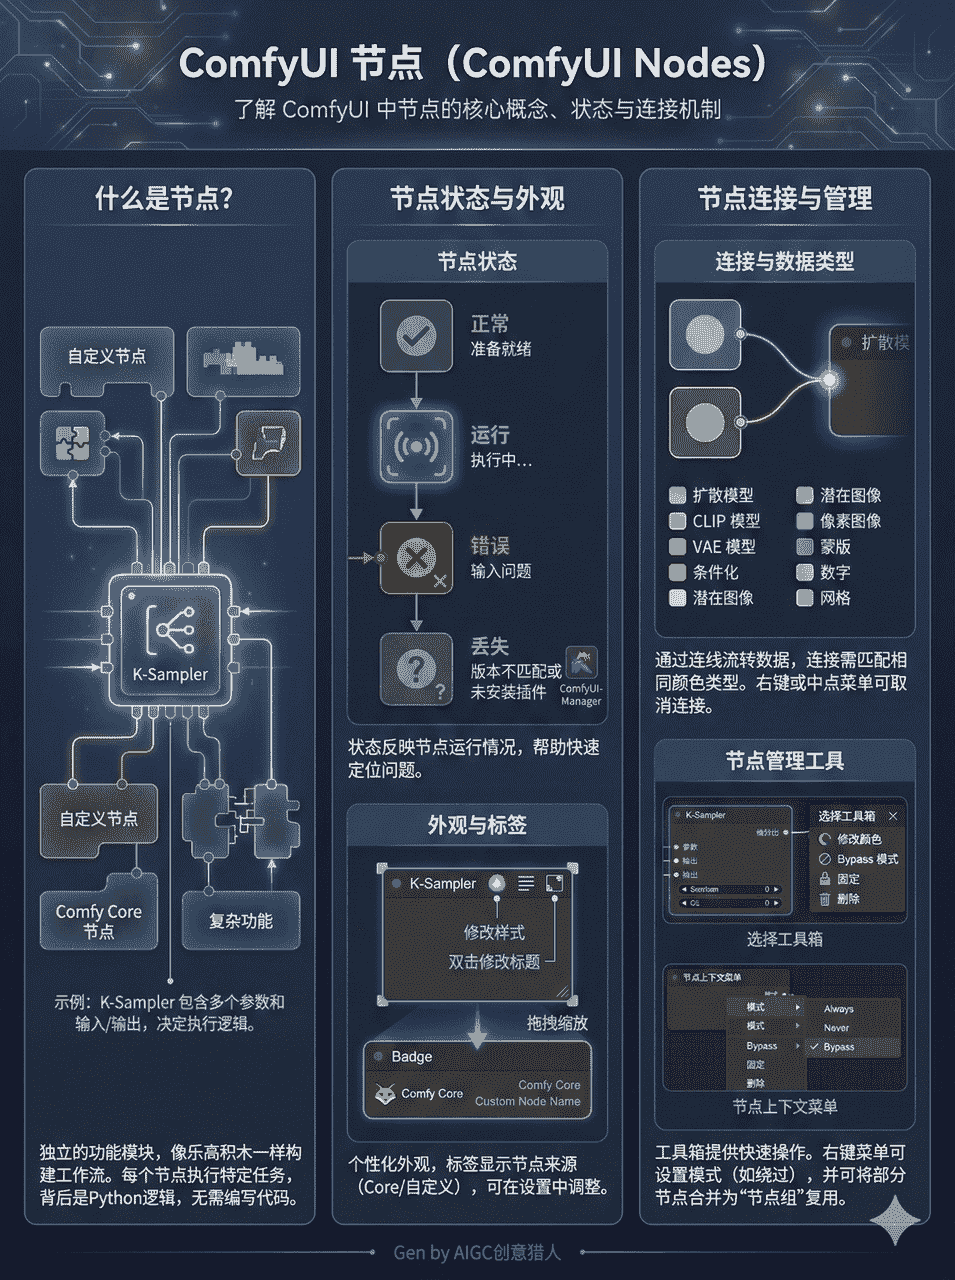 ComfyUI 节点（ComfyUI Nodes）
了解 ComfyUI 中节点的核心概念、状态与连接机制
什么是节点？
自定义节点
K-Sampler
自定义节点
Comfy Core
节点
复杂功能
示例：K-Sampler 包含多个参数和
输入/输出，决定执行逻辑。
独立的功能模块，像乐高积木一样构
建工作流。每个节点执行特定任务，
背后是Python逻辑，无需编写代码。
节点状态与外观
节点状态
正常
准备就绪
运行
执行中...
错误
输入问题
丢失
版本不匹配或
未安装插件
ComfyUI-
Manager
状态反映节点运行情况，帮助快速
定位问题。
外观与标签
K-Sampler
修改样式
双击修改标题
拖拽缩放
Badge
Comfy Core
Comfy Core
Custom Node Name
个性化外观，标签显示节点来源
（Core/自定义），可在设置中调整。
节点连接与管理
连接与数据类型
扩散模
扩散模型
潜在图像
CLIP 模型
像素图像
VAE 模型
蒙版
条件化
数字
潜在图像
网格
通过连线流转数据，连接需匹配相
同颜色类型。右键或中点菜单可取
消连接。
节点管理工具
K-Sampler
参数
输出
输出
0
0
选择工具箱
修改颜色
Bypass 模式
固定
删除
选择工具箱
节点上下文菜单
模式
模式
Bypass
固定
删除
Always
Never
Bypass
节点上下文菜单
工具箱提供快速操作。右键菜单可
设置模式（如绕过），并可将部分
节点合并为“节点组”复用。
Gen by AIGC创意猎人